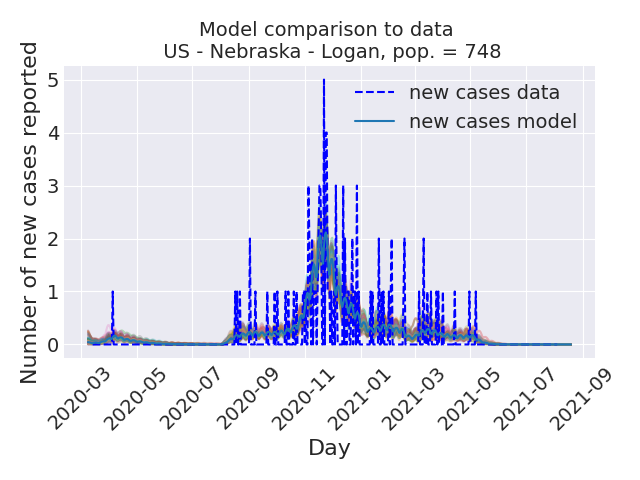 Model comparison to data
US - Nebraska - Logan, pop. = 748
Number of new cases reported
5
4
3
2
1
0
new cases data
new cases model
2020-03
2020-05
2020-07
2020-09
2020-11
2021-01
2021-03
2021-05
2021-07
2021-09
Day